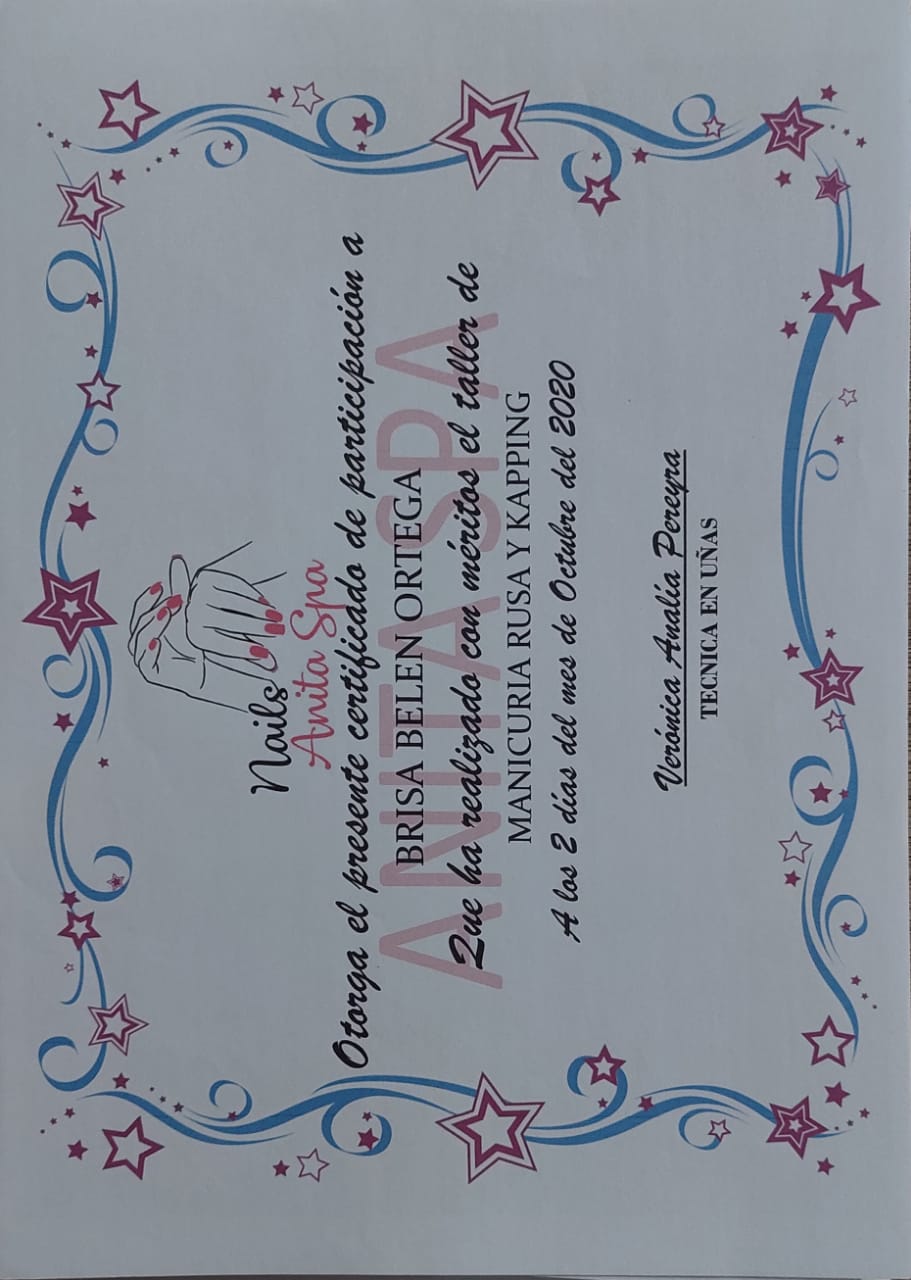 Nails
Anita Spa
Otorga el presente certificado de participación a
ANITA SPA
BRISA BELEN ORTEGA
Que ha realizado con méritos el taller de
MANICURIA RUSA Y KAPPING
A los 2 días del mes de Octubre del 2020
Verónica Analía Pereyra
TECNICA EN UÑAS